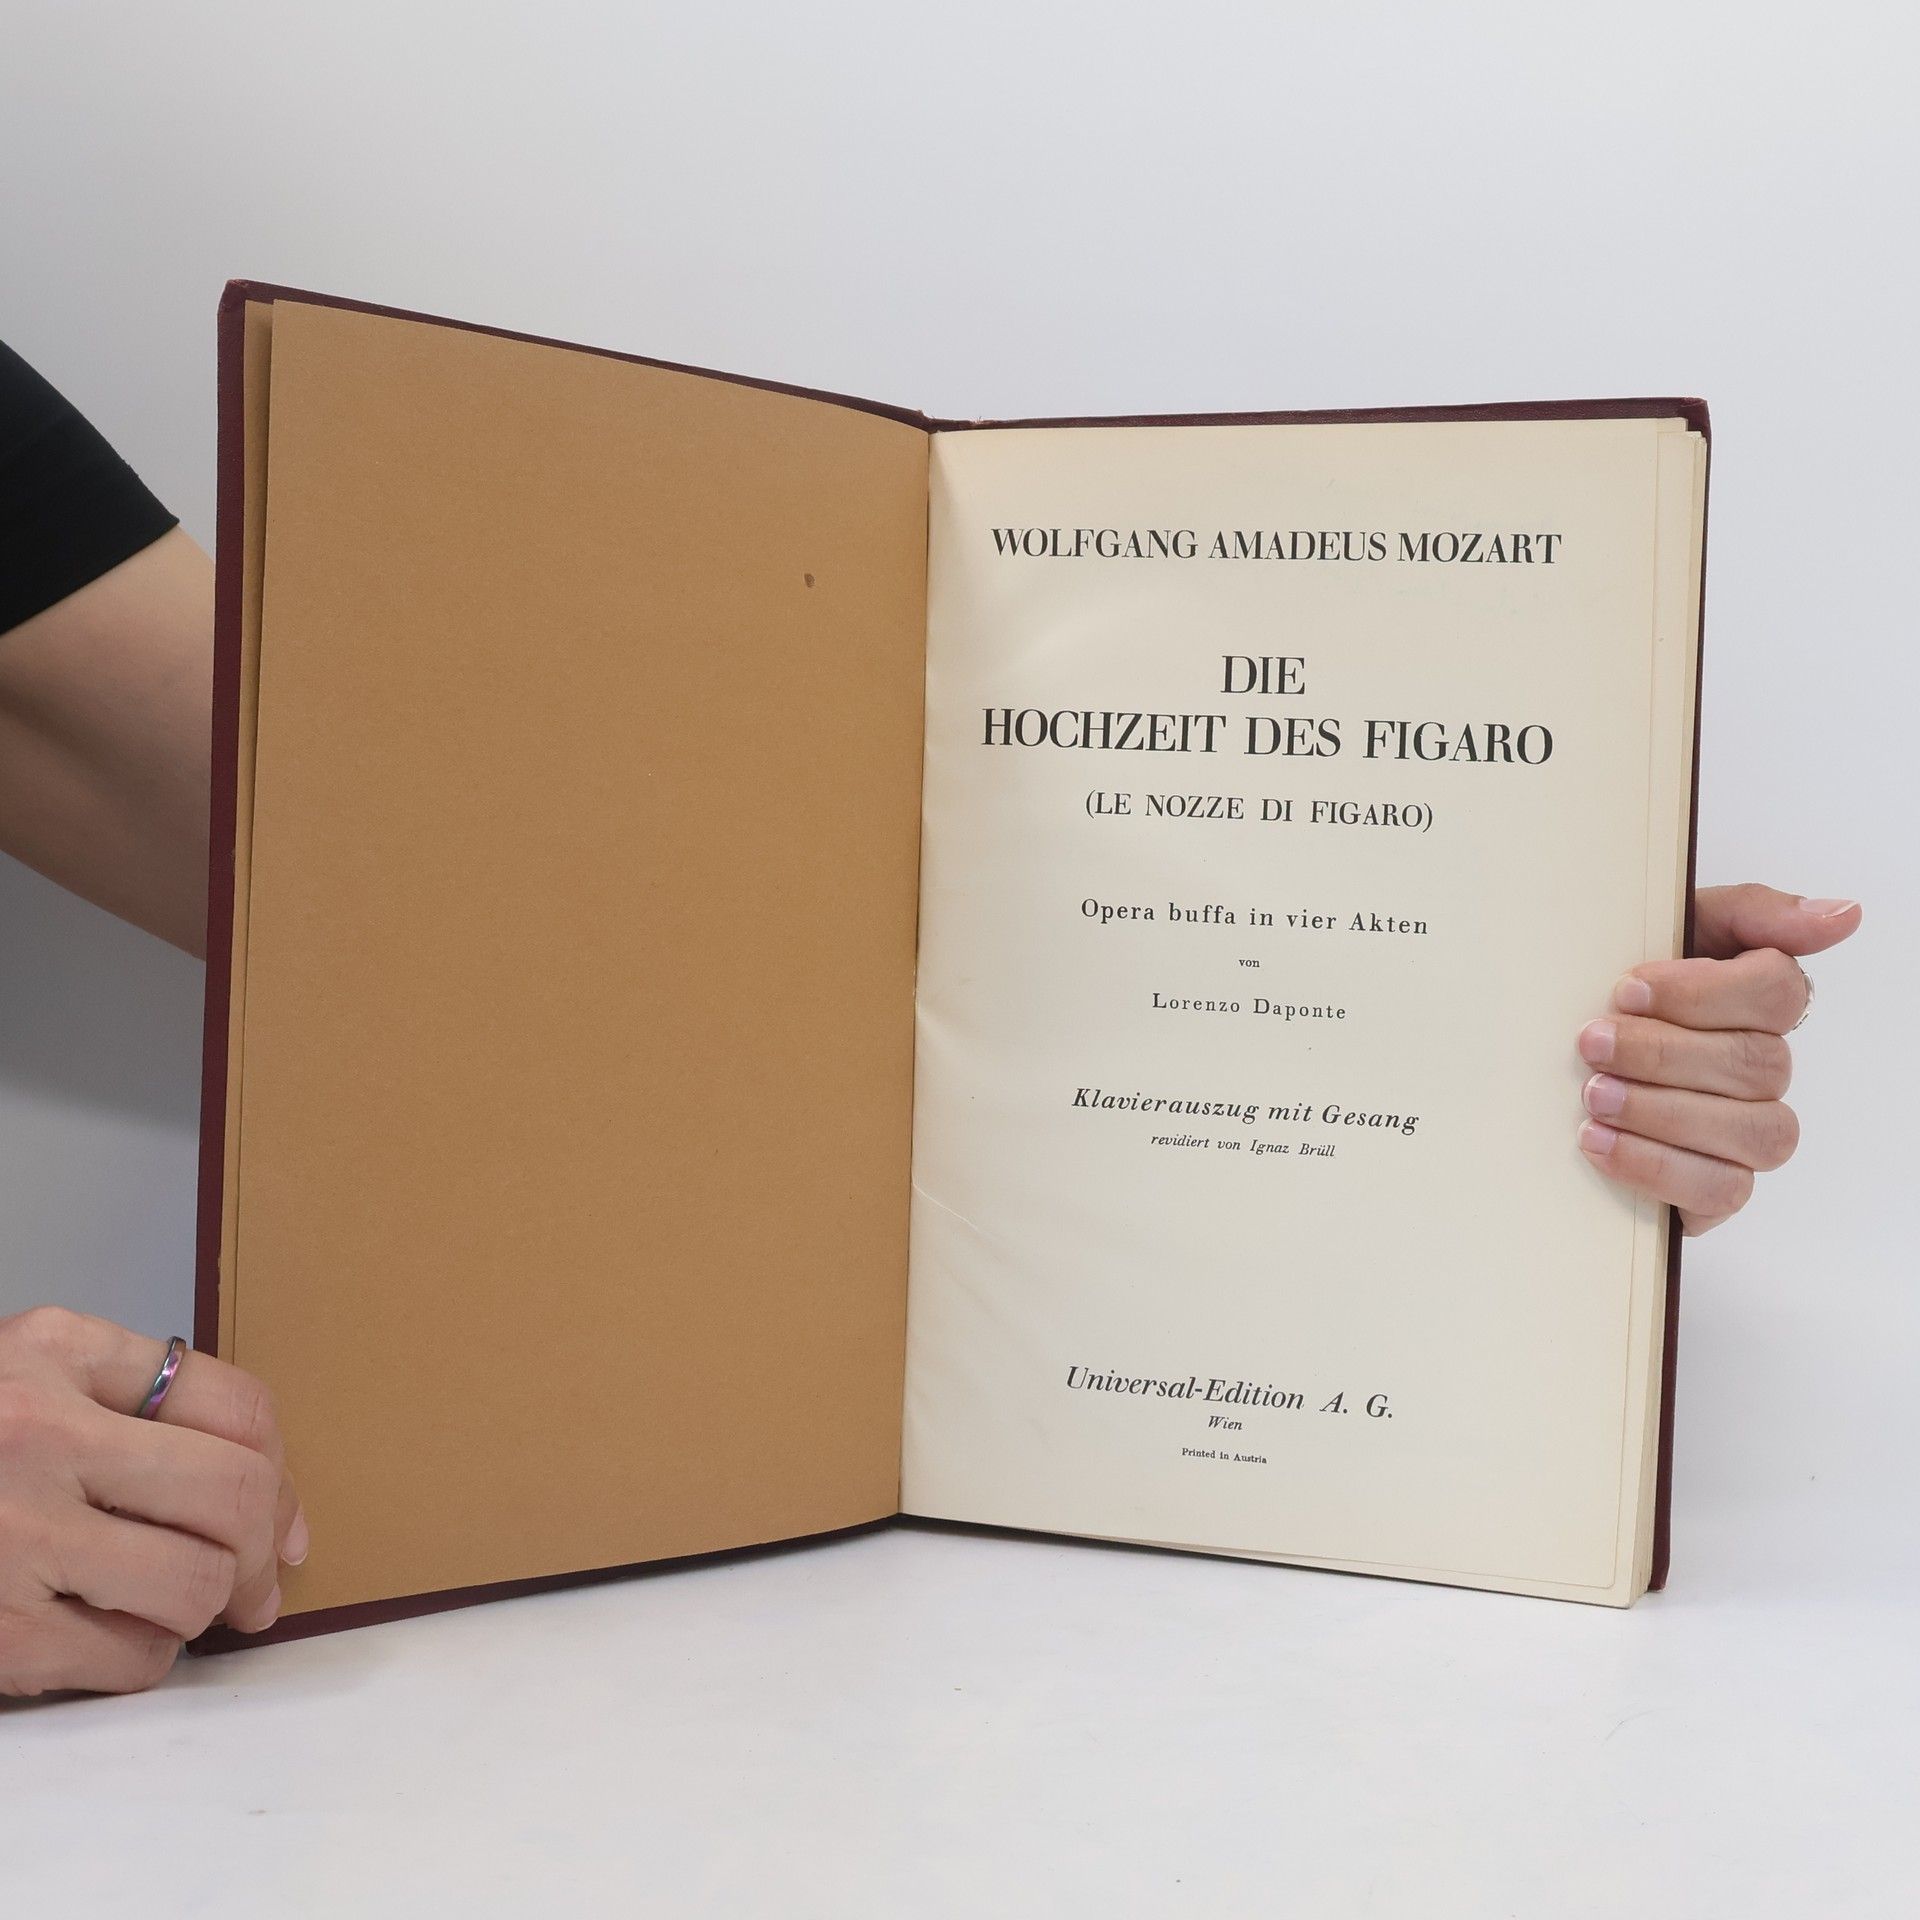 WOLFGANG AMADEUS MOZART
DIE
HOCHZEIT DES FIGARO
(LE NOZZE DI FIGARO)
Opera buffa in vier Akten
von
Lorenzo Daponte
Klavierauszug mit Gesang
revidiert von Ignaz Brüll
Universal-Edition A. G.
Wien
Printed in Austria